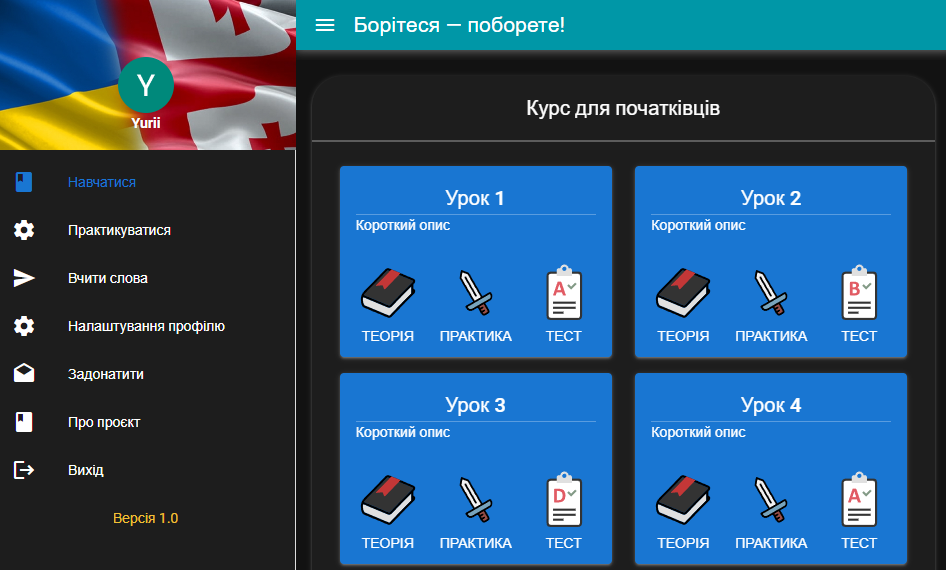 Y
Yurii
Навчатися
Практикуватися
Вчити слова
Налаштування профілю
Задонатити
Про проєкт
Вихід
Версія 1.0
Борітеся — поборете!
Курс для початківців
Урок 1
Короткий опис
A
ТЕОРІЯ ПРАКТИКА ТЕСТ
Урок 2
Короткий опис
B
ТЕОРІЯ ПРАКТИКА ТЕСТ
Урок 3
Короткий опис
D
ТЕОРІЯ ПРАКТИКА ТЕСТ
Урок 4
Короткий опис
A
ТЕОРІЯ ПРАКТИКА ТЕСТ